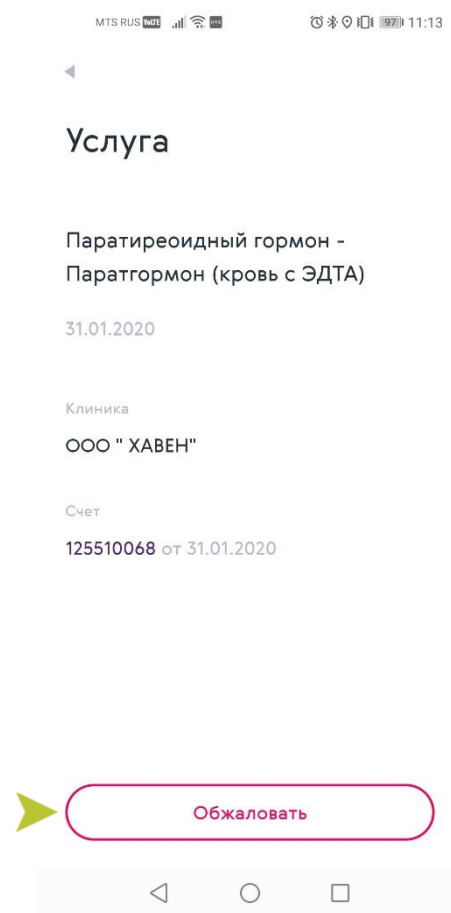 MTS RUS VoLTE 97 11:13
Услуга
Паратиреоидный гормон -
Паратгормон (кровь с ЭДТА)
31.01.2020
Клиника
ООО " ХАВЕН"
Счет
125510068 от 31.01.2020
Обжаловать